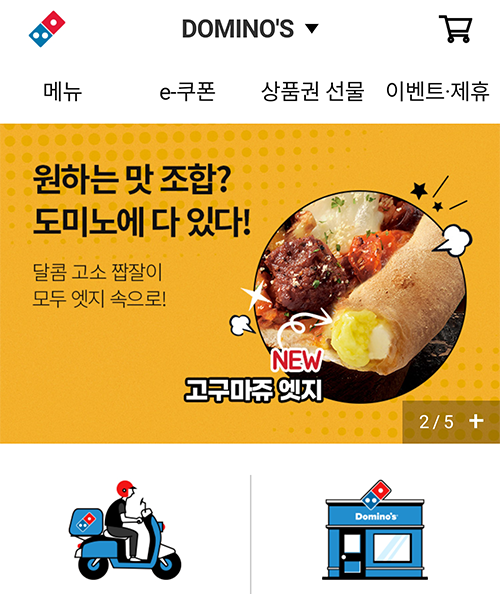 DOMINO'S ▼
메뉴 e-쿠폰 상품권 선물 이벤트·제휴
원하는 맛 조합?
도미노에 다 있다!
달콤 고소 짭잘이
모두 엣지 속으로!
NEW
고구마쥬 엣지
2 / 5 +
Domino's